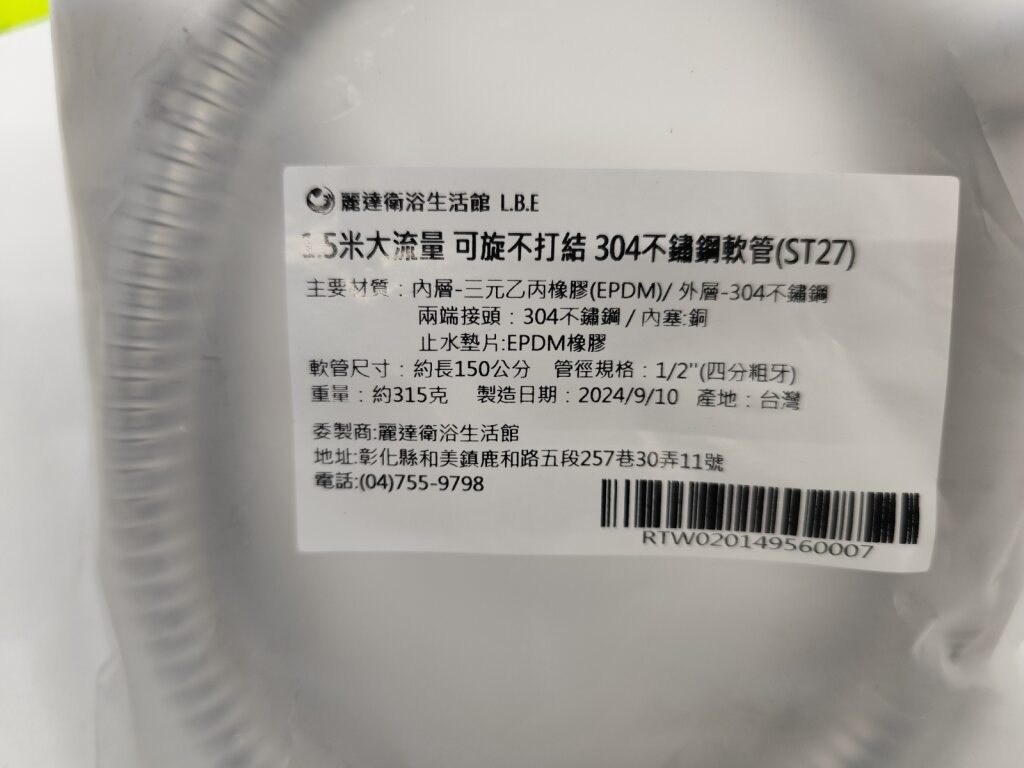 麗達衛浴生活館 L.B.E
1.5米大流量 可旋不打結 304不鏽鋼軟管(ST27)
主要材質：內層-三元乙丙橡膠(EPDM)/ 外層-304不鏽鋼
兩端接頭：304不鏽鋼 / 內塞:銅
止水墊片:EPDM橡膠
軟管尺寸：約長150公分 管徑規格：1/2''(四分粗牙)
重量：約315克 製造日期：2024/9/10 產地：台灣
委製商:麗達衛浴生活館
地址:彰化縣和美鎮鹿和路五段257巷30弄11號
電話:(04)755-9798
RTW020149560007